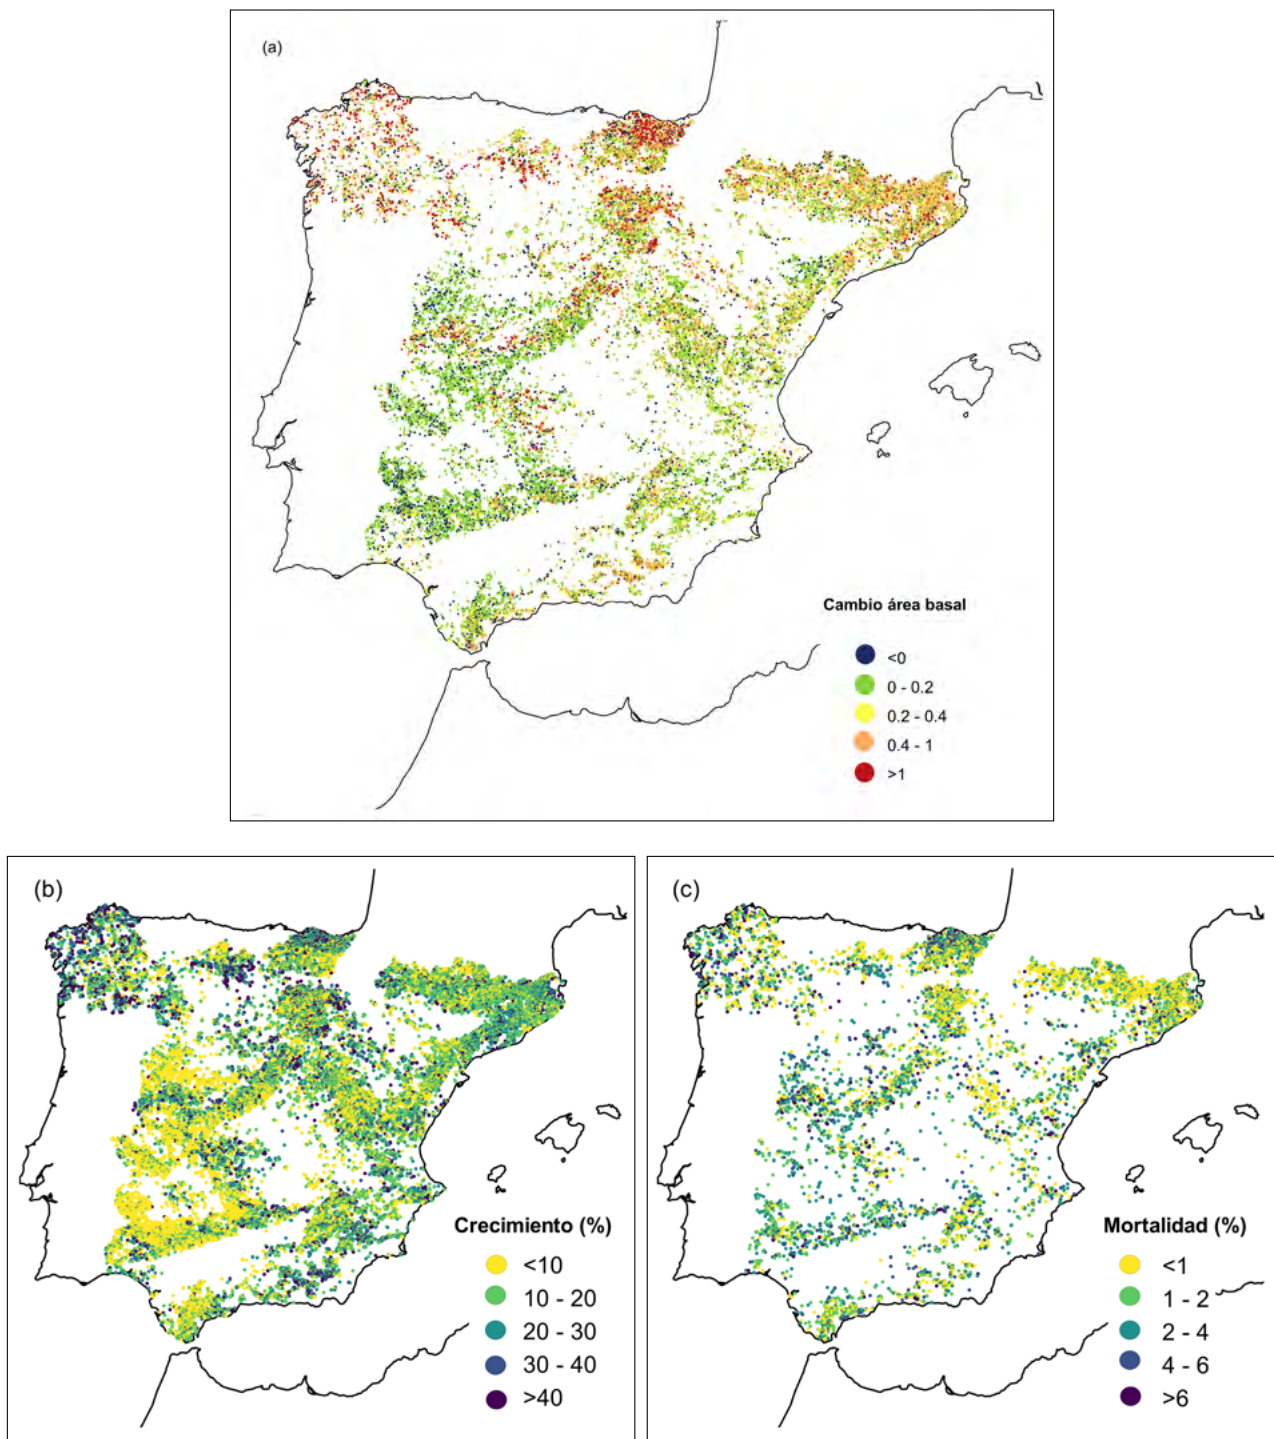 (a)
Cambio área basal
<0
0 - 0.2
0.2 - 0.4
0.4 - 1
>1
(b)
Crecimiento (%)
<10
10 - 20
20 - 30
30 - 40
>40
(c)
Mortalidad (%)
<1
1 - 2
2 - 4
4 - 6
>6